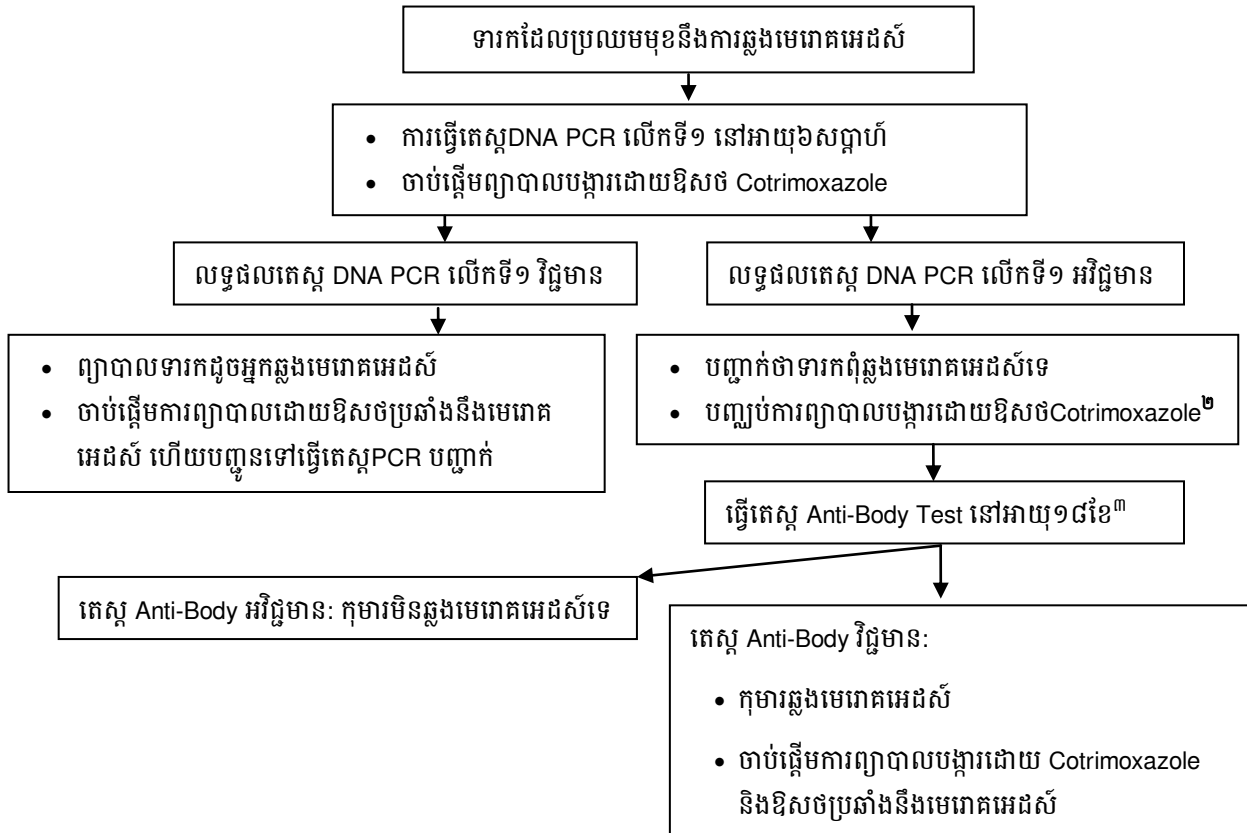 ទារកដែលប្រឈមមុខនឹងការឆ្លងមេរោគអេដស៍
• ការធ្វើតេស្តDNA PCR លើកទី១ នៅអាយុ៦សប្តាហ៍
• ចាប់ផ្តើមព្យាបាលបង្ការដោយឱសថ Cotrimoxazole
លទ្ធផលតេស្ត DNA PCR លើកទី១ វិជ្ជមាន
លទ្ធផលតេស្ត DNA PCR លើកទី១ អវិជ្ជមាន
• ព្យាបាលទារកដូចអ្នកឆ្លងមេរោគអេដស៍
• ចាប់ផ្តើមការព្យាបាលដោយឱសថប្រឆាំងនឹងមេរោគ
អេដស៍ ហើយបញ្ជូនទៅធ្វើតេស្តPCR បញ្ជាក់
• បញ្ជាក់ថាទារកពុំឆ្លងមេរោគអេដស៍ទេ
• បញ្ឈប់ការព្យាបាលបង្ការដោយឱសថCotrimoxazole២
ធ្វើតេស្ត Anti-Body Test នៅអាយុ១៨ខែ៣
តេស្ត Anti-Body អវិជ្ជមាន: កុមារមិនឆ្លងមេរោគអេដស៍ទេ
តេស្ត Anti-Body វិជ្ជមាន:
• កុមារឆ្លងមេរោគអេដស៍
• ចាប់ផ្តើមការព្យាបាលបង្ការដោយ Cotrimoxazole
និងឱសថប្រឆាំងនឹងមេរោគអេដស៍